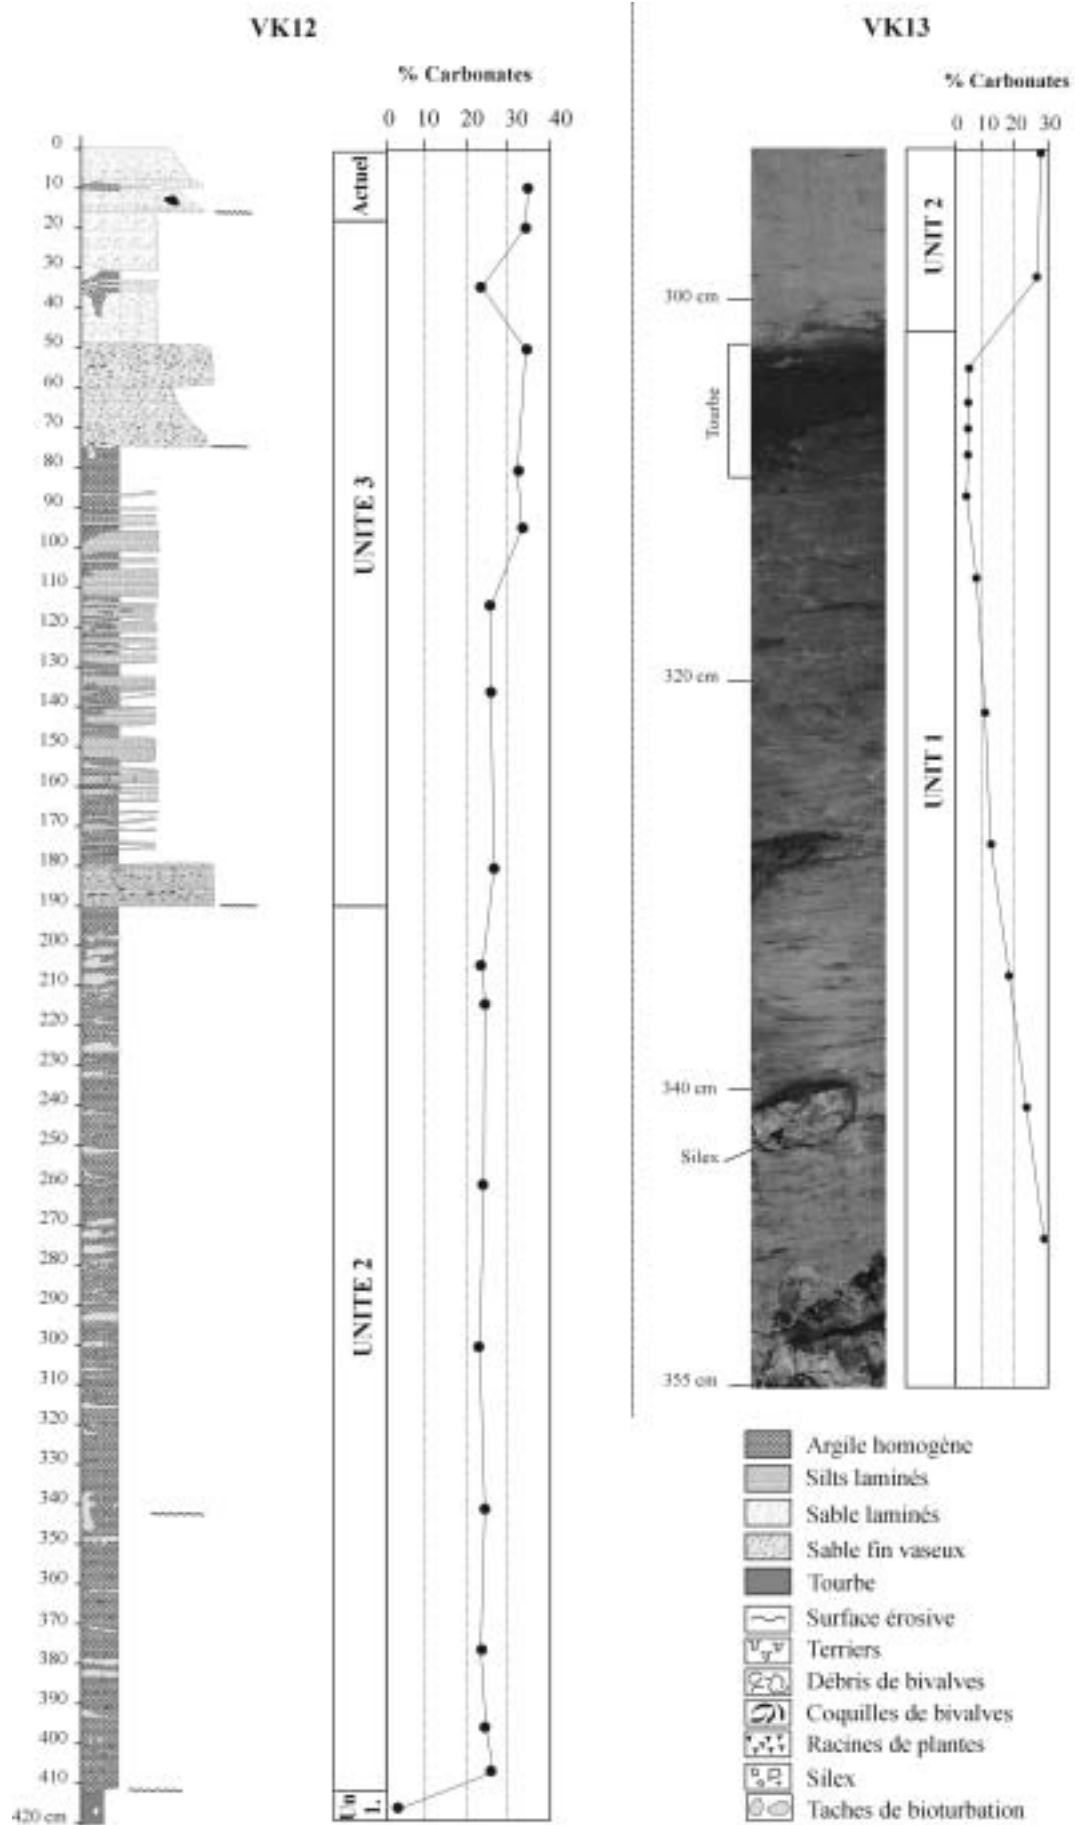 VK12
% Carbonates
0 10 20 30 40
0
10
20
30
40
50
60
70
80
90
100
110
120
130
140
150
160
170
180
190
200
210
220
230
240
250
260
270
280
290
300
310
320
330
340
350
360
370
380
390
400
410
420 cm
Actuel
UNITE 3
UNITE 2
Un
1.
VK13
% Carbonates
0 10 20 30
300 cm
Tourbe
320 cm
340 cm
Silex
355 cm
UNIT 2
UNIT 1
Argile homogène
Silts laminés
Sable laminés
Sable fin vaseux
Tourbe
Surface érosive
Terriers
Débris de bivalves
Coquilles de bivalves
Racines de plantes
Silex
Taches de bioturbation